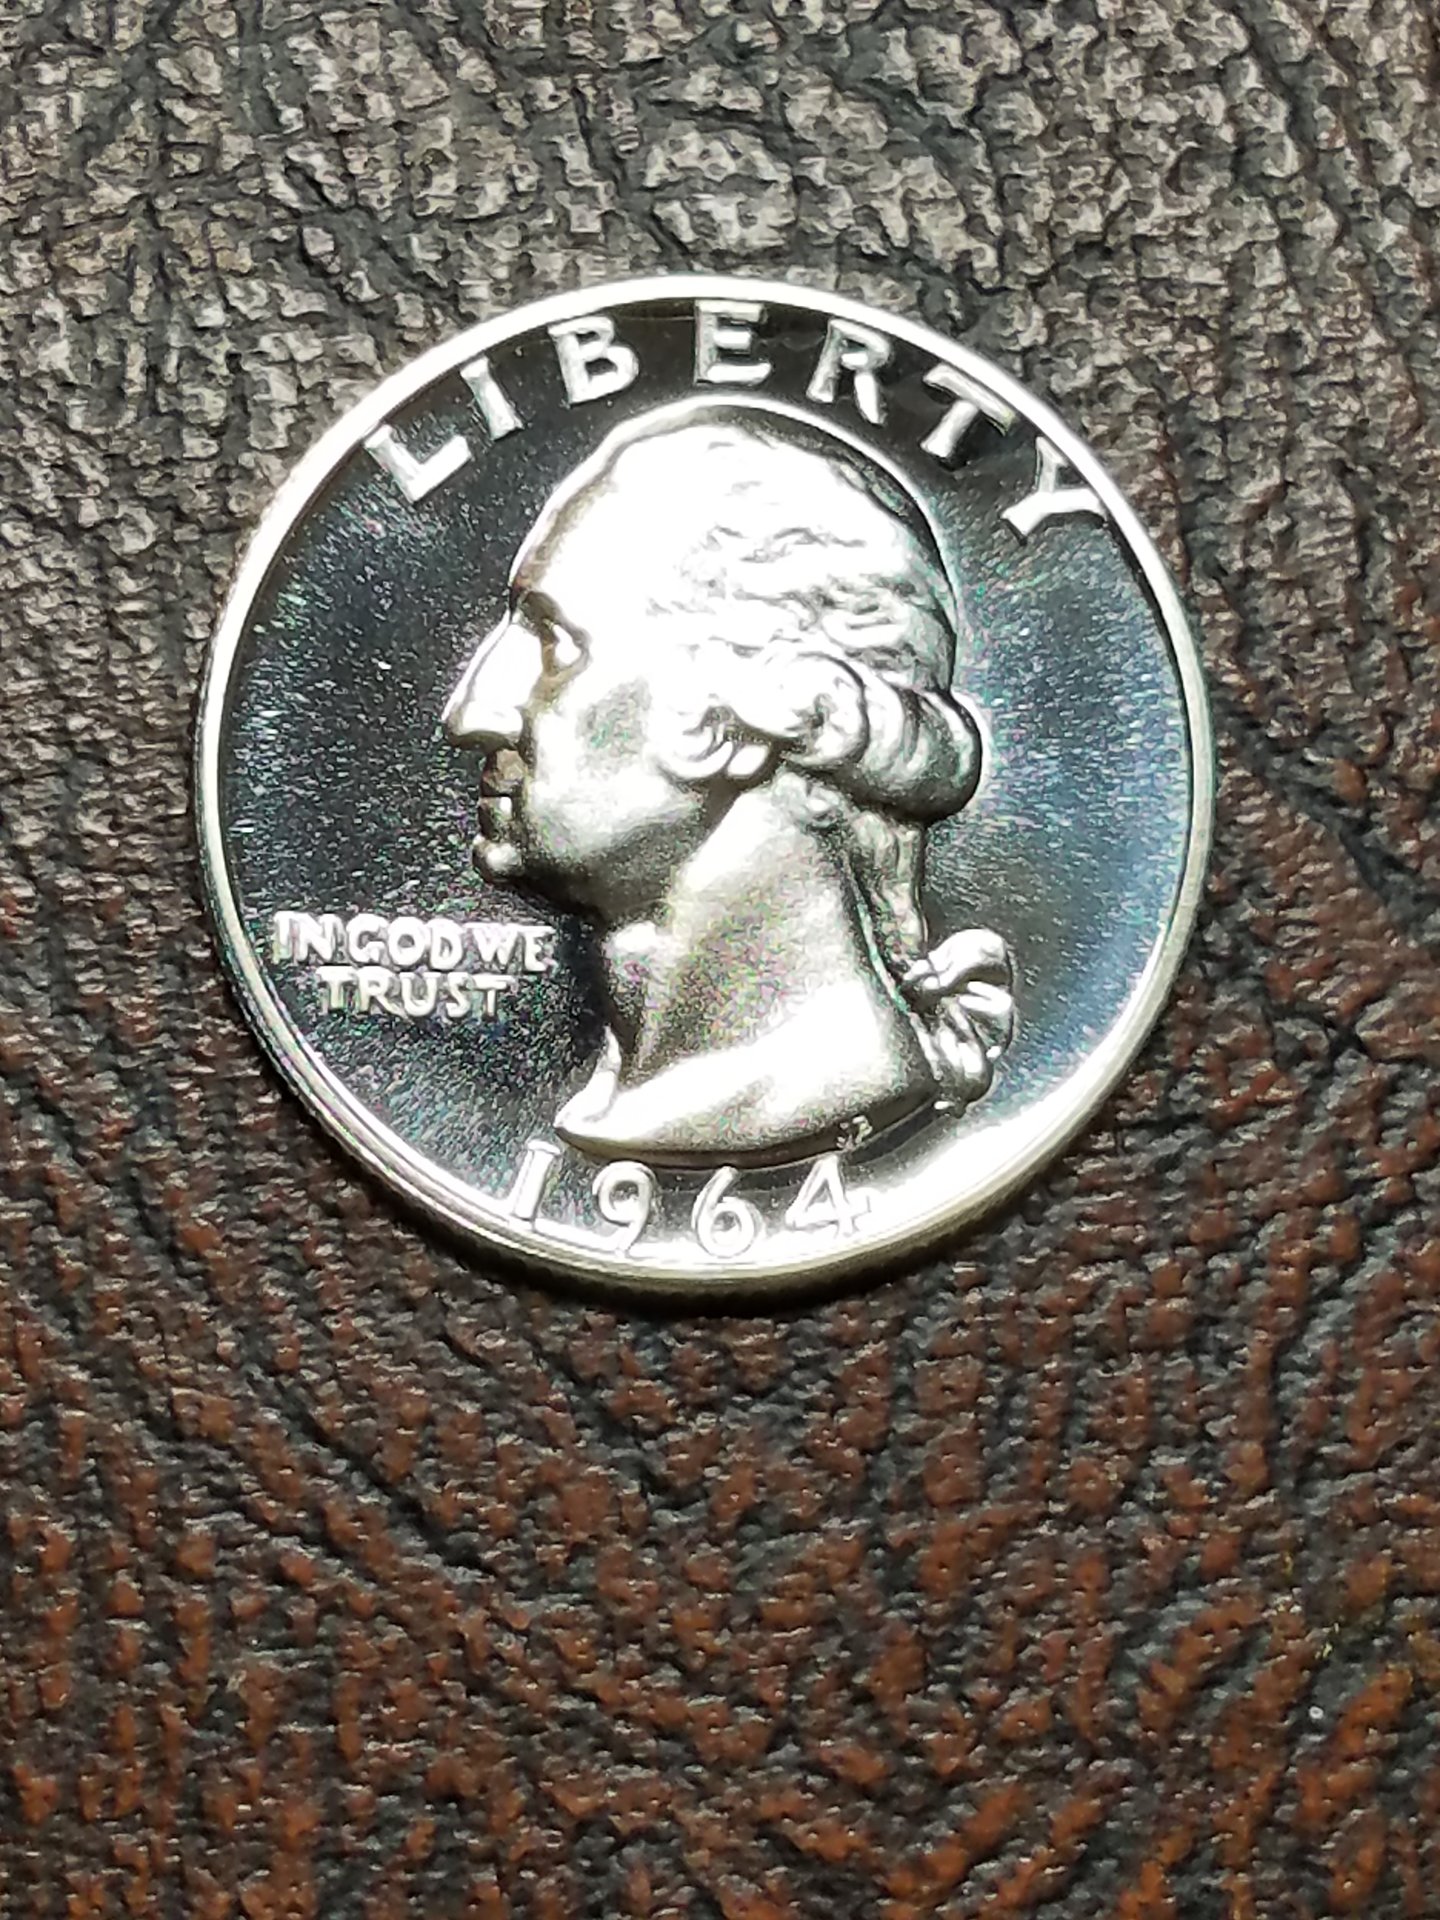 LIBERTY
IN GOD WE
TRUST
1964